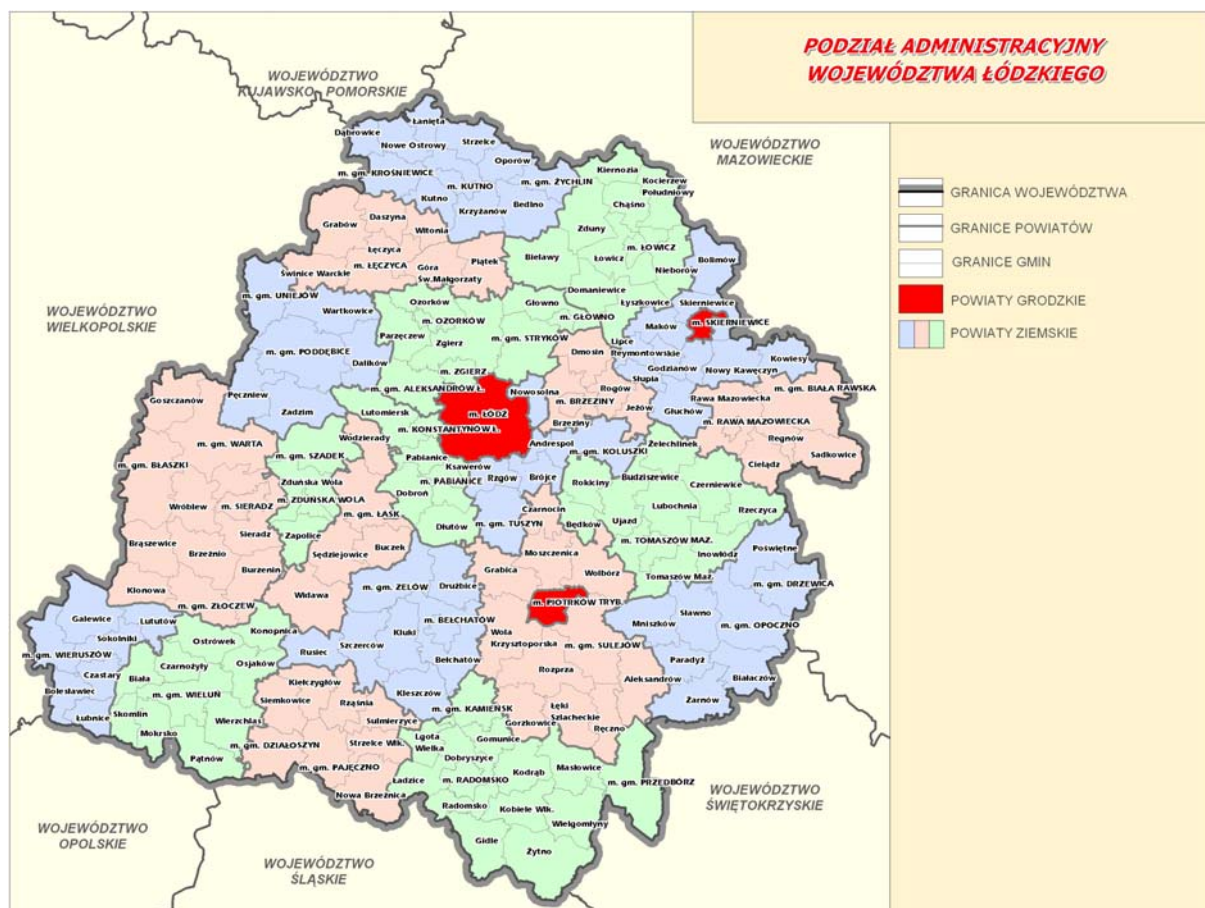 PODZIAŁ ADMINISTRACYJNY
WOJEWÓDZTWA ŁÓDZKIEGO
WOJEWÓDZTWO
KUJAWSKO - POMORSKIE
WOJEWÓDZTWO
MAZOWIECKIE
GRANICA WOJEWÓDZTWA
GRANICE POWIATÓW
GRANICE GMIN
POWIATY GRODZKIE
POWIATY ZIEMSKIE
Łanięta
Dąbrowice
Nowe Ostrowy
Strzelce
Oporów
m. gm. KROŚNIEWICE
m. KUTNO
m. gm. ŻYCHLIN
Kutno
Krzyżanów
Bedlno
Kiernozia
Kocierzew
Południowy
Chąśno
Zduny
m. ŁOWICZ
Bielawy
Łowicz
Nieborów
Domaniewice
Łyszkowice
Bolimów
Grabów
Daszyna
Witonia
Łęczyca
m. ŁĘCZYCA
Góra
Św.Małgorzaty
Piątek
Świnice Warckie
m. gm. UNIEJÓW
Wartkowice
m. gm. PODDĘBICE
Dalików
Pęczniew
Zadzim
WOJEWÓDZTWO
WIELKOPOLSKIE
Ozorków
m. OZORKÓW
Głowno
m. GŁOWNO
Parzęczew
Zgierz
m. gm. STRYKÓW
m. ZGIERZ
m. gm. ALEKSANDRÓW Ł.
Skierniewice
m. SKIERNIEWICE
Maków
Lipce
Reymontowskie
Godzianów
Słupia
Nowy Kawęczyn
Kowiesy
Głuchów
Dmosin
Rogów
m. BRZEZINY
Jeżów
Brzeziny
m. gm. BIAŁA RAWSKA
Rawa Mazowiecka
m. RAWA MAZOWIECKA
Regnów
Sadkowice
Cielądz
Nowosolna
m. ŁÓDŹ
Andrespol
m. gm. KOLUSZKI
Rzgów
Brójce
m. gm. TUSZYN
Lutomiersk
m. KONSTANTYNÓW Ł.
Pabianice
Ksawerów
m. PABIANICE
Dobroń
Dłutów
Goszczanów
m. gm. WARTA
m. gm. BŁASZKI
Wróblew
m. SIERADZ
Sieradz
Brąszewice
Brzeźnio
Burzenin
Klonowa
m. gm. ZŁOCZEW
m. gm. SZADEK
Zduńska Wola
m. ZDUŃSKA WOLA
Zapolice
Wodzierady
m. gm. ŁASK
Buczek
Sędziejowice
Widawa
Żelechlinek
Rokiciny
Budziszewice
Czerniewice
Lubochnia
Rzeczyca
Ujazd
Będków
m. TOMASZÓW MAZ.
Inowłódz
Tomaszów Maz.
Czarnocin
Moszczenica
Grabica
Wolbórz
m. PIOTRKÓW TRYB.
Wola
Krzysztoporska
m. gm. SULEJÓW
Rozprza
Aleksandrów
Łęki
Szlacheckie
Gorzkowice
Ręczno
Poświętne
m. gm. DRZEWICA
Sławno
Mniszków
m. gm. OPOCZNO
Paradyż
Białaczów
Żarnów
m. gm. ZELÓW
Drużbice
m. BEŁCHATÓW
Kluki
Szczerców
Rusiec
Bełchatów
Kleszczów
Galewice
Lututów
Sokolniki
m. gm. WIERUSZÓW
Czastary
Bolesławiec
Łubnice
Konopnica
Ostrówek
Osjaków
Czarnożyły
Biała
m. gm. WIELUŃ
Skomlin
Wierzchlas
Mokrsko
Pątnów
Kiełczygłów
Siemkowice
Rząśnia
Sulmierzyce
m. gm. DZIAŁOSZYN
Strzelce Wlk.
m. gm. PAJĘCZNO
Nowa Brzeźnica
m. gm. KAMIEŃSK
Lgota
Wielka
Gomunice
Dobryszyce
Ładzice
m. RADOMSKO
Kodrąb
Masłowice
m. gm. PRZEDBÓRZ
Radomsko
Kobiele Wlk.
Wielgomłyny
Gidle
Żytno
WOJEWÓDZTWO
ŚWIĘTOKRZYSKIE
WOJEWÓDZTWO
OPOLSKIE
WOJEWÓDZTWO
ŚLĄSKIE